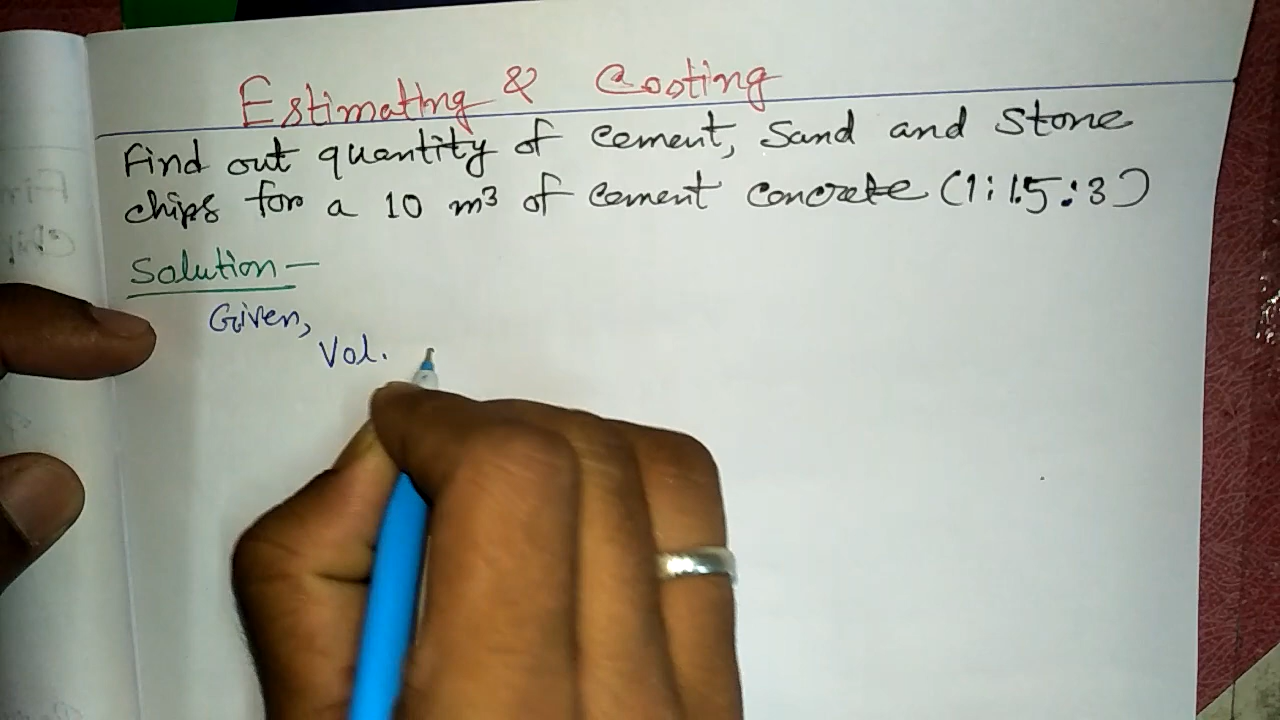 Estimating & Costing
Find out quantity of cement, Sand and Stone
chips for a 10 m³ of cement concrete (1:1.5:3)
Solution—
Given,
Vol.